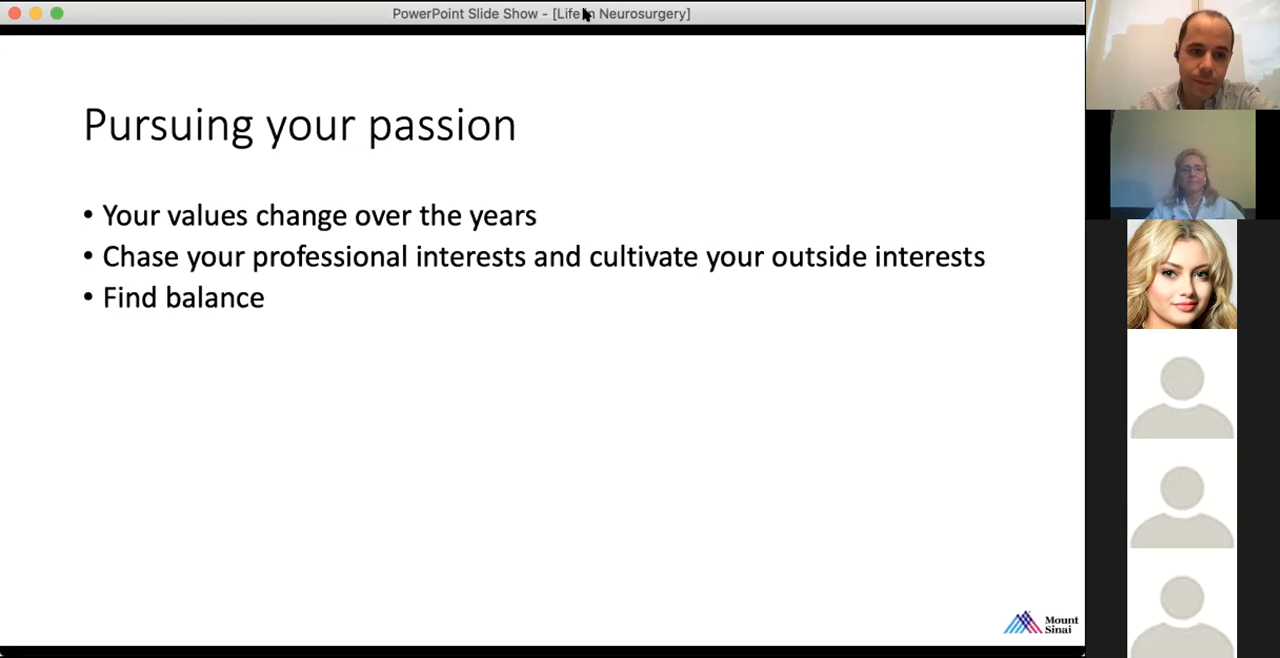 PowerPoint Slide Show - [Life in Neurosurgery]
Pursuing your passion
• Your values change over the years
• Chase your professional interests and cultivate your outside interests
• Find balance
Mount
Sinai